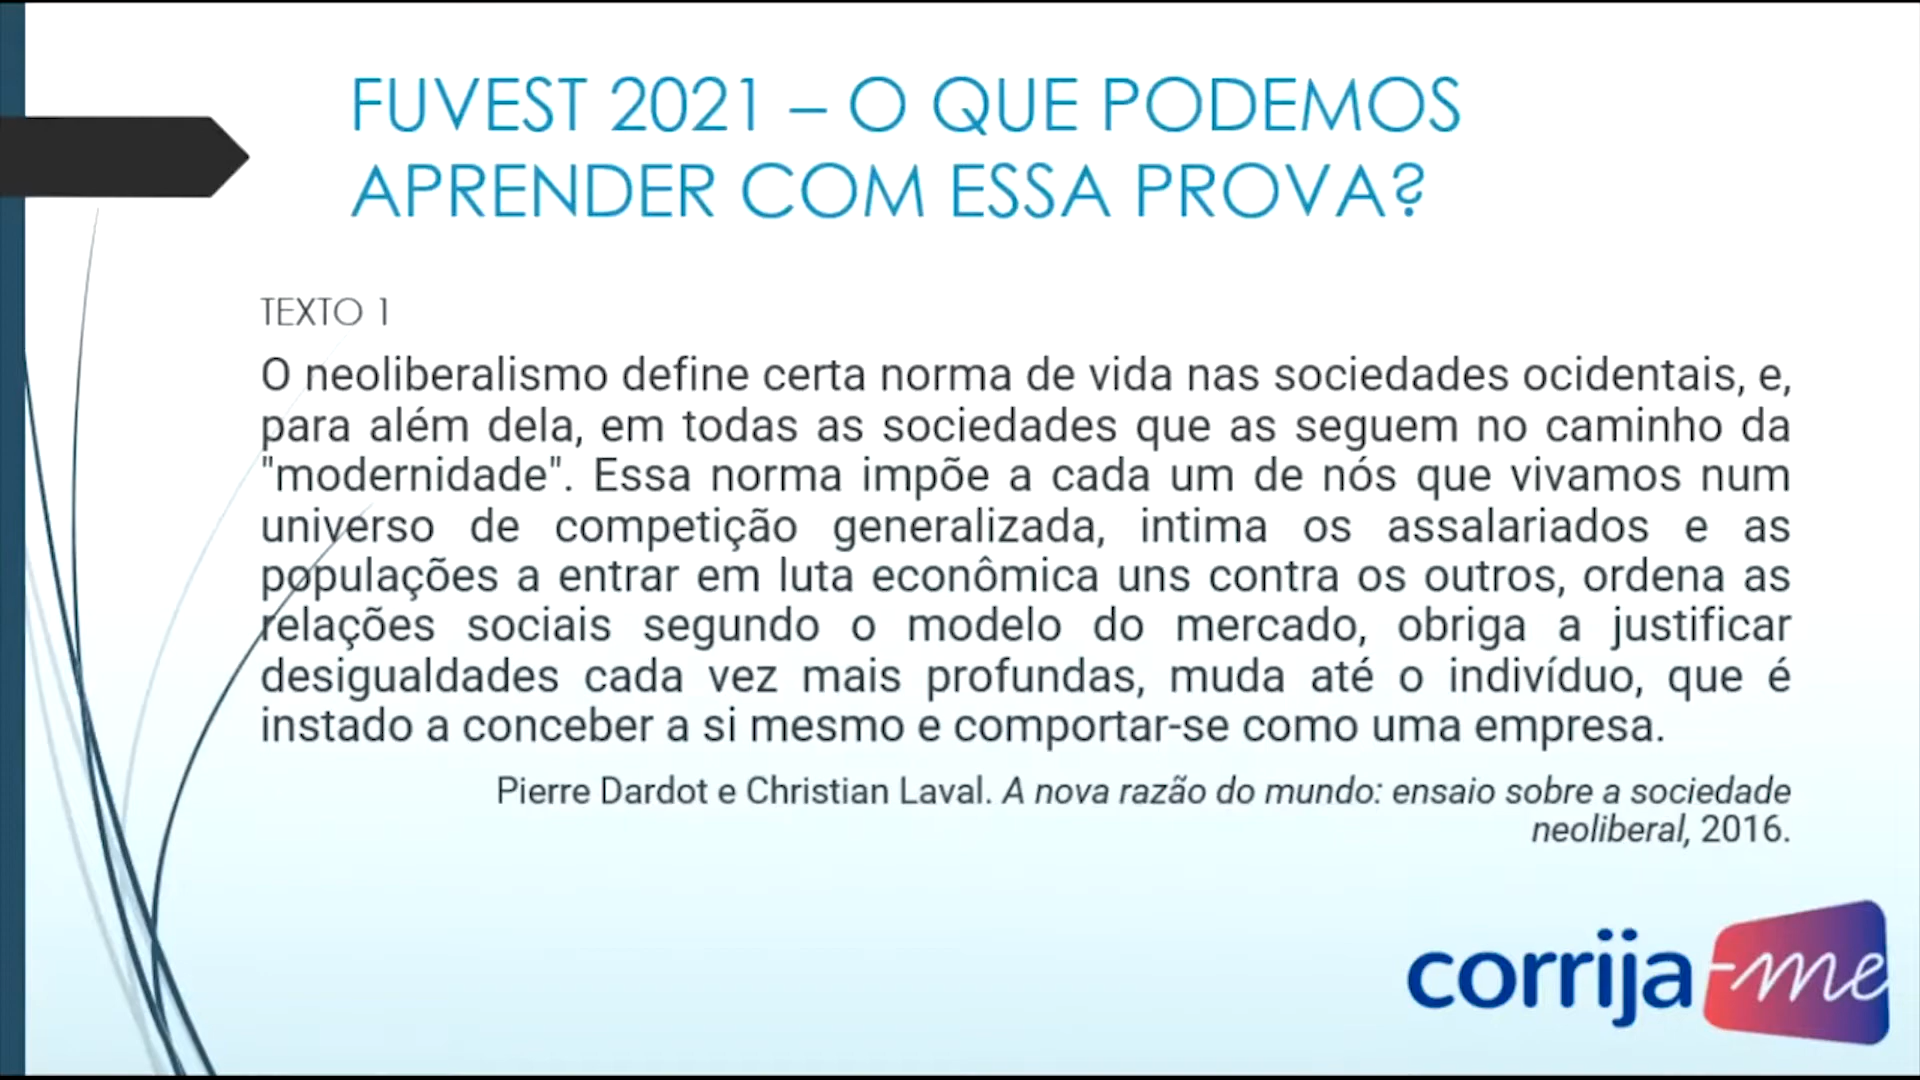 FUVEST 2021 – O QUE PODEMOS
APRENDER COM ESSA PROVA?
TEXTO 1
O neoliberalismo define certa norma de vida nas sociedades ocidentais, e,
para além dela, em todas as sociedades que as seguem no caminho da
"modernidade". Essa norma impõe a cada um de nós que vivamos num
universo de competição generalizada, intima os assalariados e as
populações a entrar em luta econômica uns contra os outros, ordena as
relações sociais segundo o modelo do mercado, obriga a justificar
desigualdades cada vez mais profundas, muda até o indivíduo, que é
instado a conceber a si mesmo e comportar-se como uma empresa.
Pierre Dardot e Christian Laval. A nova razão do mundo: ensaio sobre a sociedade
neoliberal, 2016.
corrija-me